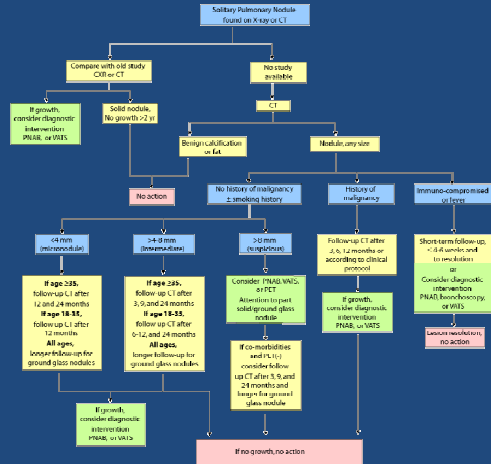 Solitary Pulmonary Nodule
found on X-ray or CT
Compare with old study
CXR or CT
No study
available
If growth,
consider diagnostic
intervention
PNAB, or VATS
Solid nodule,
No growth >2 yr
CT
Benign calcification
or fat
Nodule, any size
No action
No history of malignancy
± smoking history
History of
malignancy
Immuno-compromised
or fever
<4 mm
(micronodule)
>4-8 mm
(Intermediate)
>8 mm
(suspicious)
Follow-up CT after
3, 6, 12 months or
according to clinical
protocol
Short-term follow-up,
≤4-6 weeks and
to resolution
or
Consider diagnostic
intervention
PNAB, bronchoscopy,
or VATS
If age ≥35,
follow-up CT after
12 and 24 months
If age 18-35,
follow up CT after
12 months
All ages,
longer follow-up for
ground glass nodules
If age ≥35,
follow-up CT after
3, 9, and 24 months
If age 18-35,
follow up CT after
6-12, and 24 months
All ages,
longer follow-up for
ground glass nodules
Consider PNAB, VATS,
or PET
Attention to part
solid/ground glass
nodule
If growth,
consider diagnostic
intervention
PNAB, or VATS
Lesion resolution,
no action
If co-morbidities
and PET(-)
consider follow
up CT after 3, 9, and
24 months and
longer for ground
glass nodule
If growth,
consider diagnostic
intervention
PNAB, or VATS
If no growth, no action